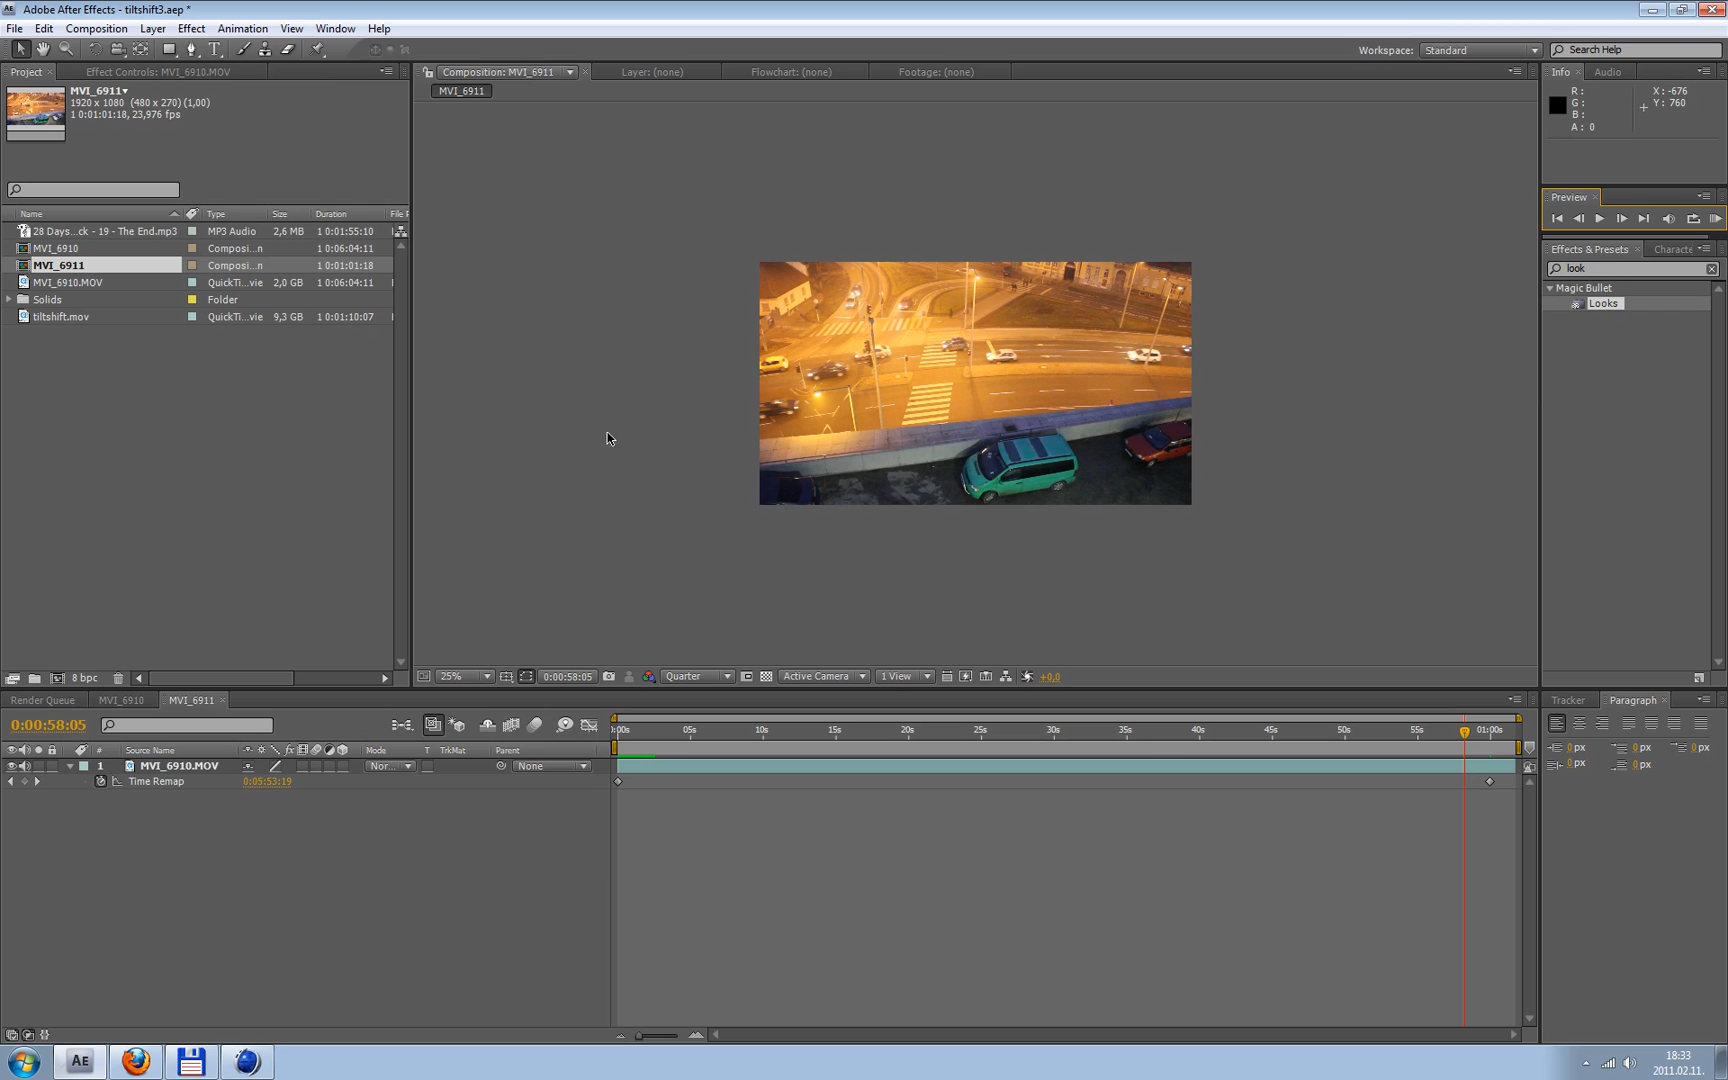 Adobe After Effects - tiltshift3.aep *
File Edit Composition Layer Effect Animation View Window Help
Workspace: Standard Search Help
Project Effect Controls: MVI_6910.MOV Composition: MVI_6911 Layer: (none) Flowchart: (none) Footage: (none) Info Audio
MVI_6911
1920 x 1080 (480 x 270) (1,00)
1 0:01:01:18, 23,976 fps
MVI_6911
R :
G :
B :
A : 0
X : -676
Y : 760
Preview
Name Type Size Duration File P
28 Days...ck - 19 - The End.mp3 MP3 Audio 2,6 MB 1 0:01:55:10
MVI_6910 Composi...n 1 0:06:04:11
MVI_6911 Composi...n 1 0:01:01:18
MVI_6910.MOV QuickTi...vie 2,0 GB 1 0:06:04:11
Solids Folder
tiltshift.mov QuickTi...vie 9,3 GB 1 0:01:10:07
Effects & Presets Characte
look
Magic Bullet
Looks
8 bpc
25% 0:00:58:05 Quarter Active Camera 1 View +0,0
Render Queue MVI_6910 MVI_6911
Tracker Paragraph
0:00:58:05
0:00s 05s 10s 15s 20s 25s 30s 35s 40s 45s 50s 55s 01:00s
# Source Name fx Mode T TrkMat Parent
1 MVI_6910.MOV Nor... None
Time Remap 0:05:53:19
0 px 0 px 0 px
0 px 0 px
AE
18:33
2011.02.11.